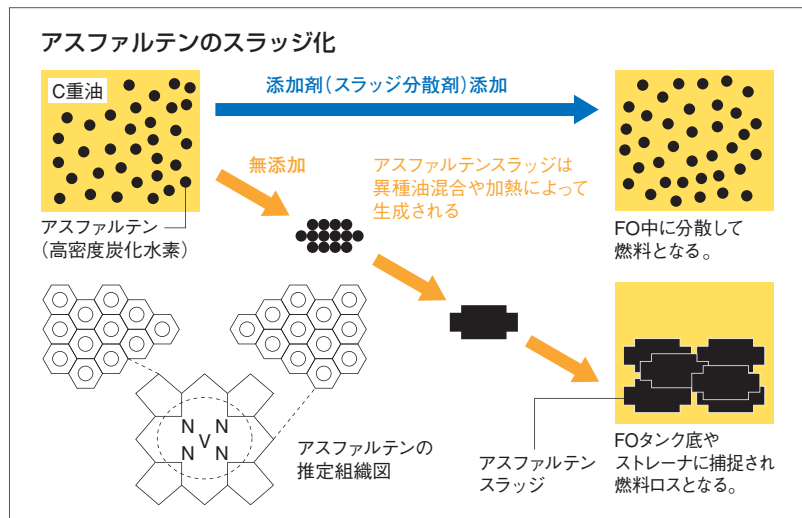 アスファルテンのスラッジ化
C重油
添加剤（スラッジ分散剤）添加
無添加
アスファルテンスラッジは
異種油混合や加熱によって
生成される
アスファルテン
（高密度炭化水素）
FO中に分散して
燃料となる。
N N
V
N N
アスファルテンの
推定組織図
アスファルテン
スラッジ
FOタンク底や
ストレーナに捕捉され
燃料ロスとなる。